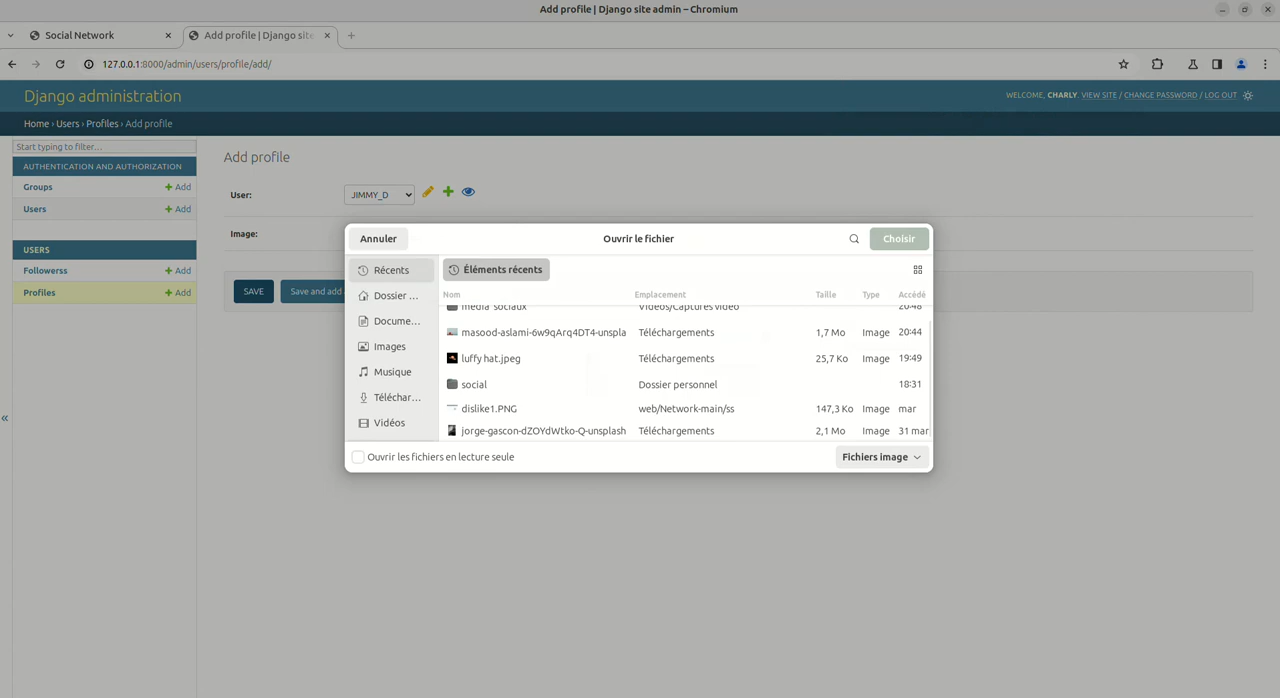 Add profile | Django site admin – Chromium
Social Network
Add profile | Django site
127.0.0.1:8000/admin/users/profile/add/
Django administration
WELCOME, CHARLY. VIEW SITE / CHANGE PASSWORD / LOG OUT
Home › Users › Profiles › Add profile
Start typing to filter...
AUTHENTICATION AND AUTHORIZATION
Groups + Add
Users + Add
USERS
Followerss + Add
Profiles + Add
«
Add profile
User: JIMMY_D
Image:
SAVE Save and add
Annuler Ouvrir le fichier Choisir
Récents
Dossier ...
Docume...
Images
Musique
Téléchar...
Vidéos
Éléments récents
Nom Emplacement Taille Type Accédé
media sociaux Vidéos/Captures vidéo 20:48
masood-aslami-6w9qArq4DT4-unspla Téléchargements 1,7 Mo Image 20:44
luffy hat.jpeg Téléchargements 25,7 Ko Image 19:49
social Dossier personnel 18:31
dislike1.PNG web/Network-main/ss 147,3 Ko Image mar
jorge-gascon-dZOYdWtko-Q-unsplash Téléchargements 2,1 Mo Image 31 mar
Ouvrir les fichiers en lecture seule Fichiers image